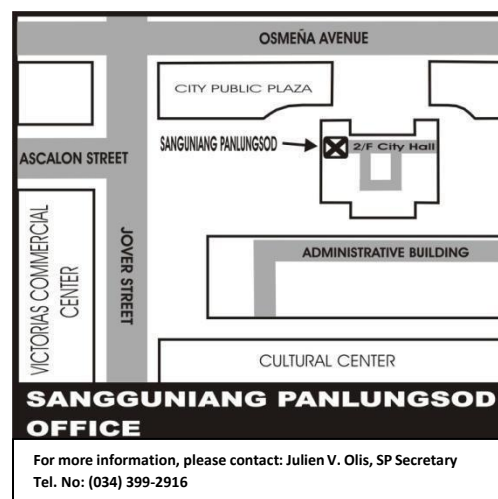 OSMEÑA AVENUE
CITY PUBLIC PLAZA
SANGUNIANG PANLUNGSOD
2/F City Hall
ASCALON STREET
JOVER STREET
VICTORIAS COMMERCIAL
CENTER
ADMINISTRATIVE BUILDING
CULTURAL CENTER
SANGGUNIANG PANLUNGSOD
OFFICE
For more information, please contact: Julien V. Olis, SP Secretary
Tel. No: (034) 399-2916